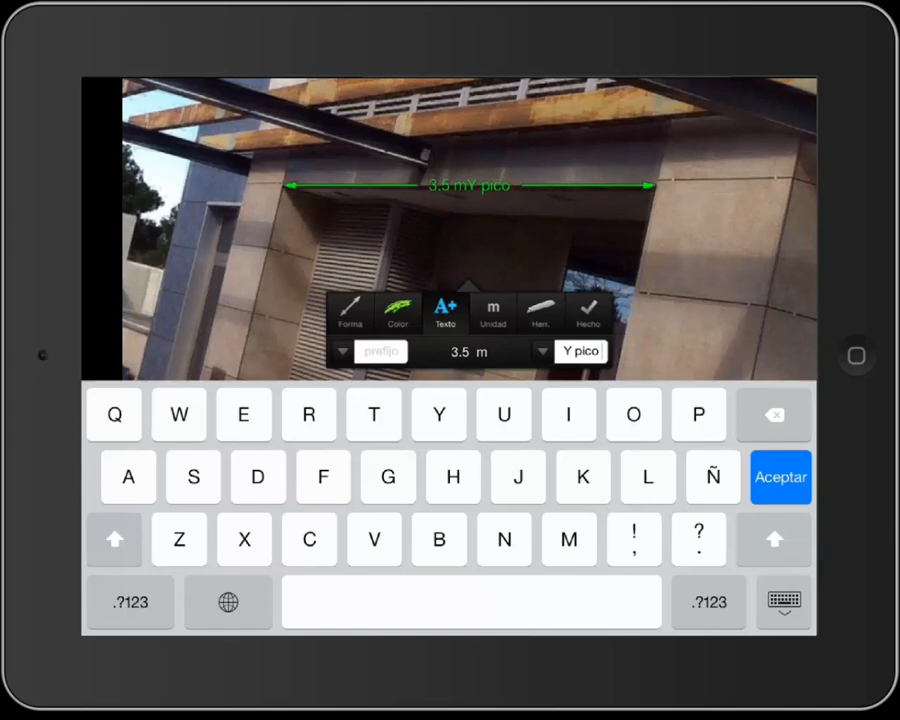 3.5 mY pico
Forma Color A+ Texto m Unidad Herr. Hecho
prefijo 3.5 m Y pico
Q W E R T Y U I O P
A S D F G H J K L Ñ Aceptar
Z X C V B N M ! , ? .
.?123 .?123